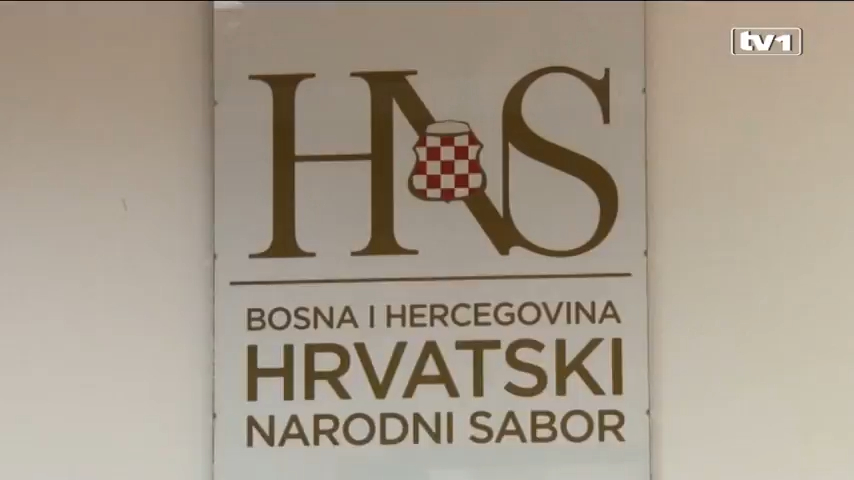 tv1
HNS
BOSNA I HERCEGOVINA
HRVATSKI
NARODNI SABOR